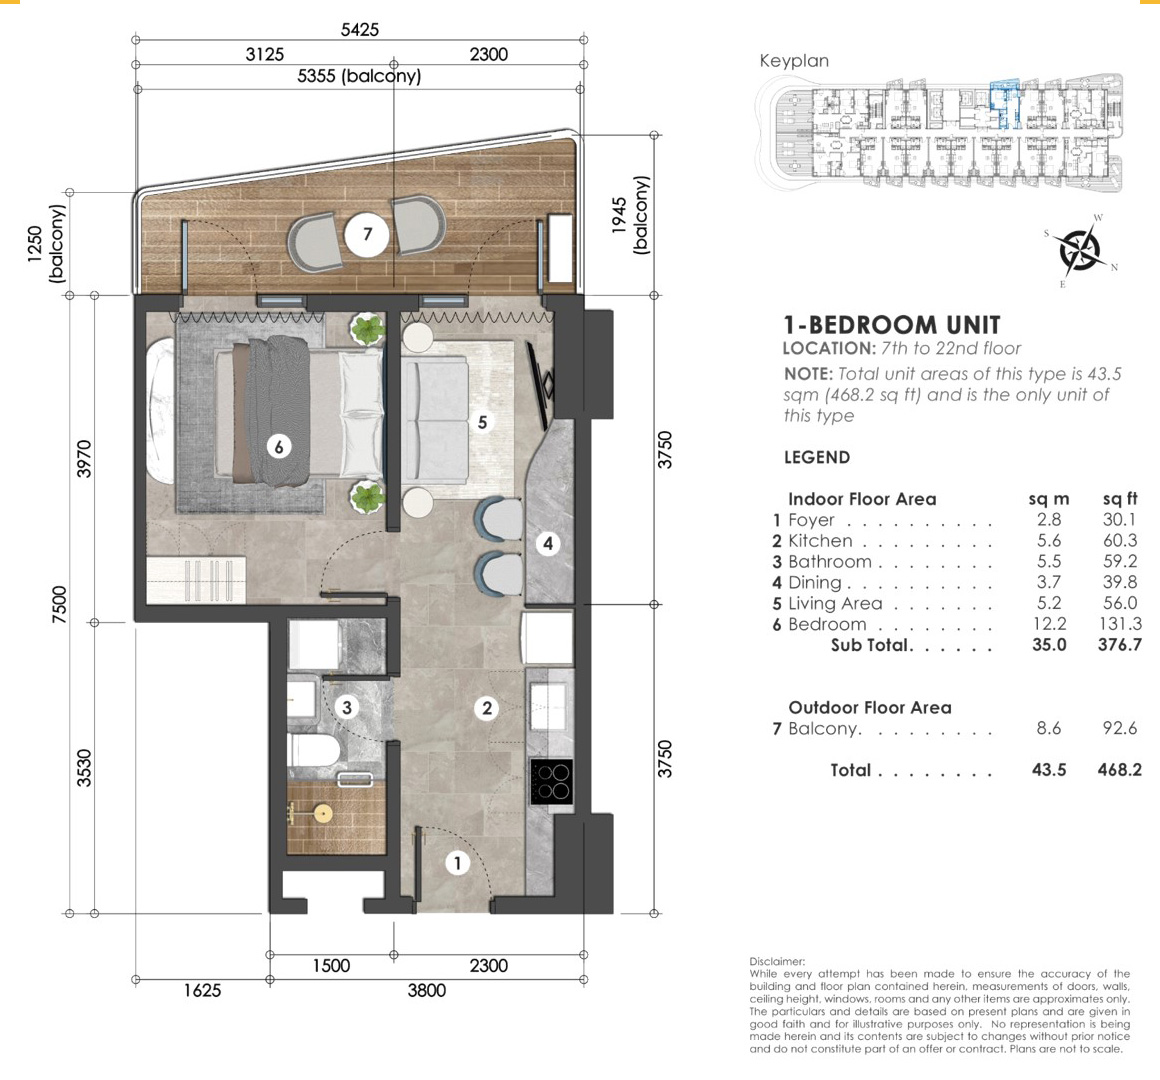 5425
3125 2300
5355 (balcony)
1250
(balcony)
1945
(balcony)
7
6
5
4
3
2
1
3970
7500
3530
3750
3750
1500 2300
1625 3800
Keyplan
W
S
N
E
1-BEDROOM UNIT
LOCATION: 7th to 22nd floor
NOTE: Total unit areas of this type is 43.5
sqm (468.2 sq ft) and is the only unit of
this type
LEGEND
Indoor Floor Area sq m sq ft
1 Foyer . . . . . . . . . . 2.8 30.1
2 Kitchen . . . . . . . . . 5.6 60.3
3 Bathroom . . . . . . . . 5.5 59.2
4 Dining . . . . . . . . . . 3.7 39.8
5 Living Area . . . . . . . 5.2 56.0
6 Bedroom . . . . . . . . 12.2 131.3
Sub Total. . . . . . 35.0 376.7
Outdoor Floor Area
7 Balcony. . . . . . . . . 8.6 92.6
Total . . . . . . . . 43.5 468.2
Disclaimer:
While every attempt has been made to ensure the accuracy of the
building and floor plan contained herein, measurements of doors, walls,
ceiling height, windows, rooms and any other items are approximates only.
The particulars and details are based on present plans and are given in
good faith and for illustrative purposes only. No representation is being
made herein and its contents are subject to changes without prior notice
and do not constitute part of an offer or contract. Plans are not to scale.